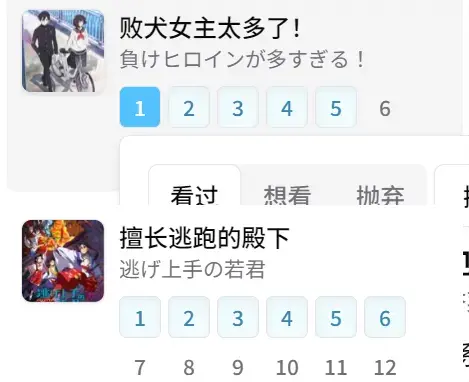 败犬女主太多了！
負けヒロインが多すぎる！
1 2 3 4 5 6
看过 想看 抛弃
擅长逃跑的殿下
逃げ上手の若君
1 2 3 4 5 6
7 8 9 10 11 12